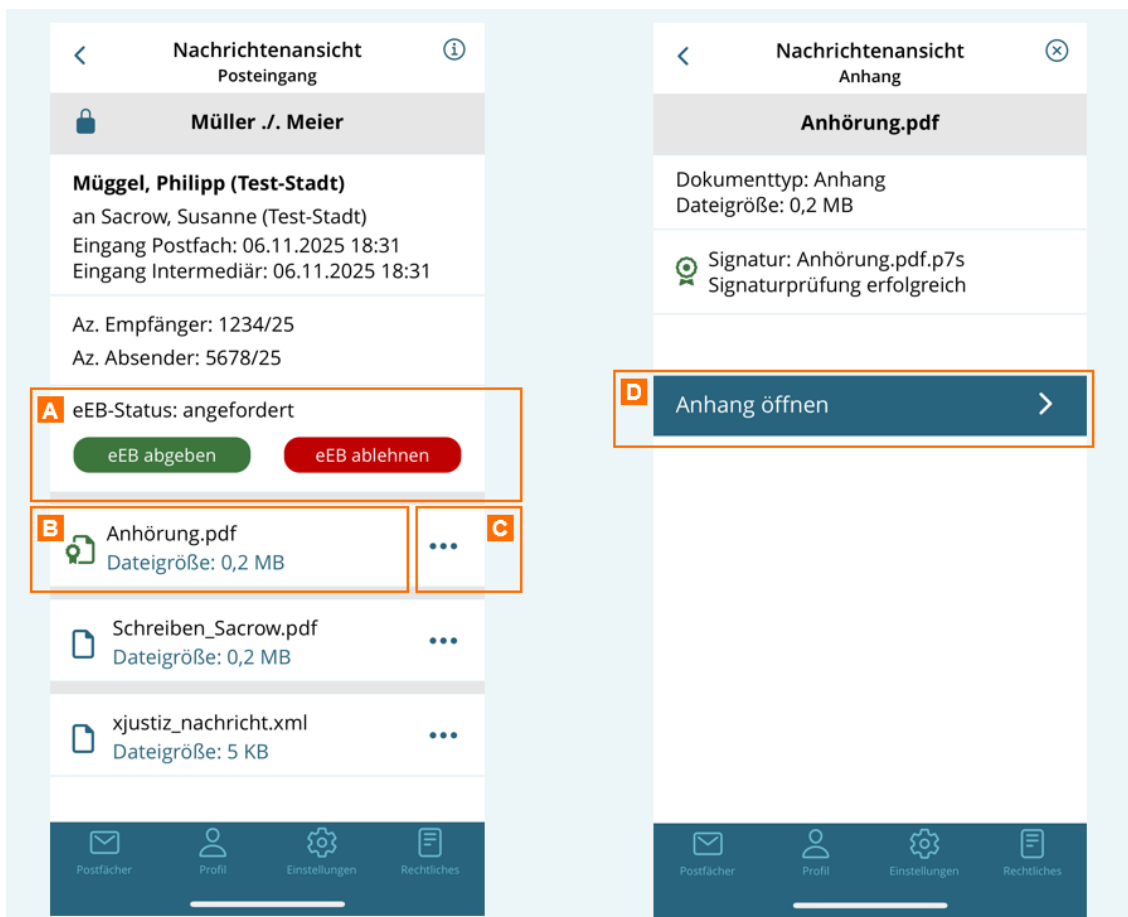 Nachrichtenansicht
Posteingang
Müller ./. Meier
Müggel, Philipp (Test-Stadt)
an Sacrow, Susanne (Test-Stadt)
Eingang Postfach: 06.11.2025 18:31
Eingang Intermediär: 06.11.2025 18:31
Az. Empfänger: 1234/25
Az. Absender: 5678/25
A
eEB-Status: angefordert
eEB abgeben
eEB ablehnen
B
C
Anhörung.pdf
Dateigröße: 0,2 MB
Schreiben_Sacrow.pdf
Dateigröße: 0,2 MB
xjustiz_nachricht.xml
Dateigröße: 5 KB
Postfächer
Profil
Einstellungen
Rechtliches
Nachrichtenansicht
Anhang
Anhörung.pdf
Dokumenttyp: Anhang
Dateigröße: 0,2 MB
Signatur: Anhörung.pdf.p7s
Signaturprüfung erfolgreich
D
Anhang öffnen
Postfächer
Profil
Einstellungen
Rechtliches